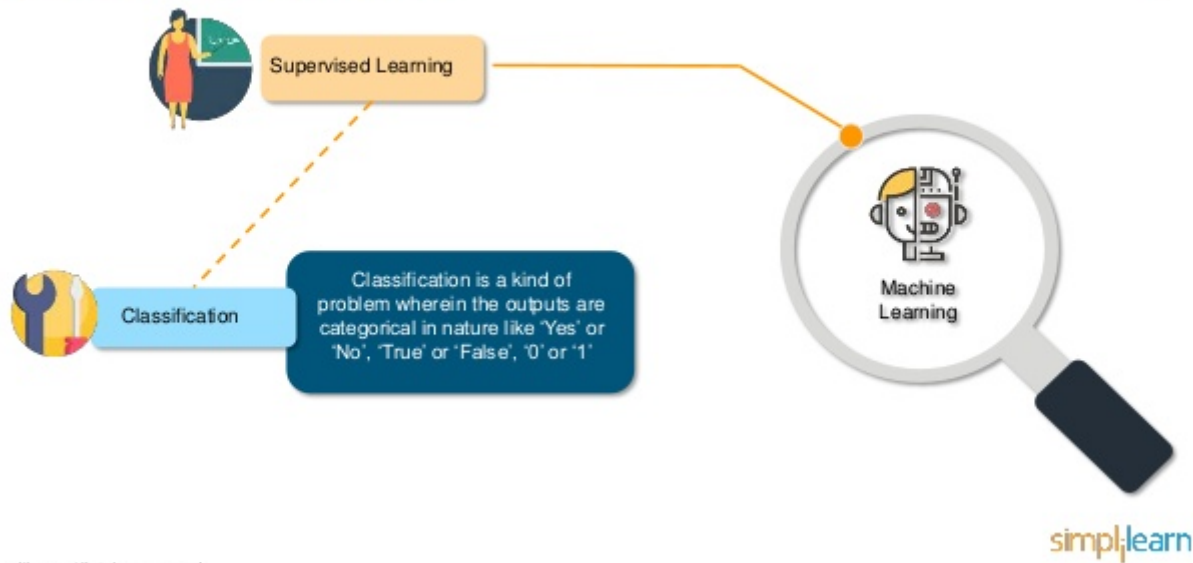 Supervised Learning
Classification
Classification is a kind of
problem wherein the outputs are
categorical in nature like ‘Yes’ or
‘No’, ‘True’ or ‘False’, ‘0’ or ‘1’
Machine
Learning
simplilearn